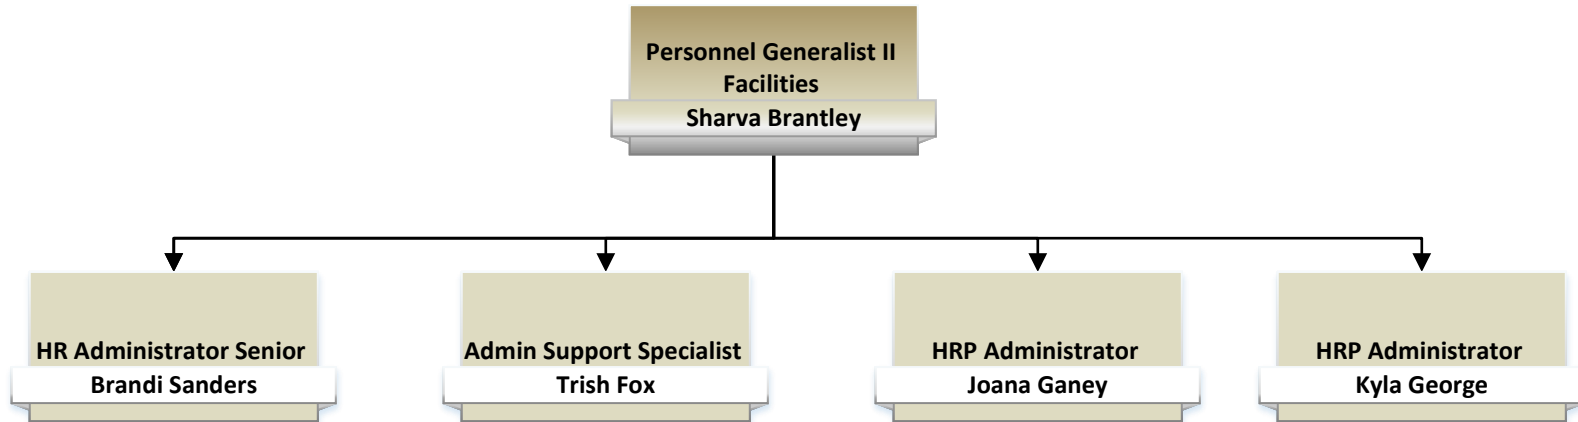 Personnel Generalist II
Facilities
Sharva Brantley
HR Administrator Senior
Brandi Sanders
Admin Support Specialist
Trish Fox
HRP Administrator
Joana Ganey
HRP Administrator
Kyla George